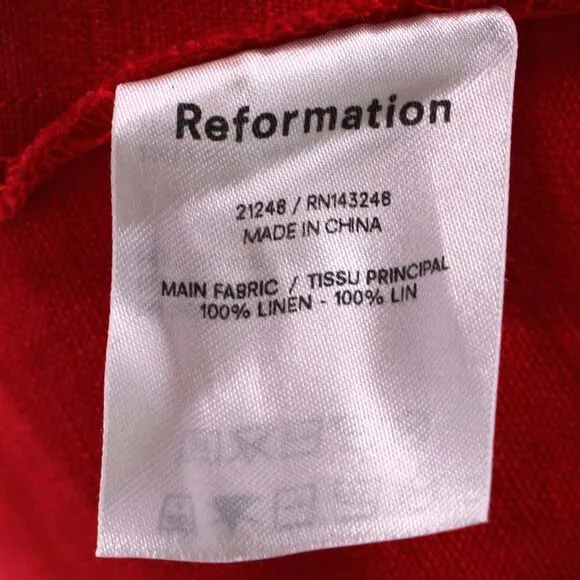 Reformation
21248 / RN143248
MADE IN CHINA
MAIN FABRIC / TISSU PRINCIPAL
100% LINEN - 100% LIN